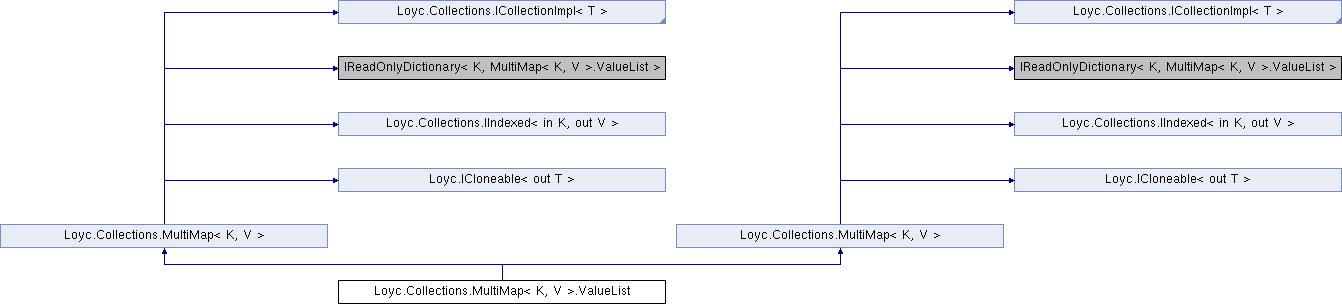 Loyc.Collections.ICollectionImpl< T >
Loyc.Collections.ICollectionImpl< T >
IReadOnlyDictionary< K, MultiMap< K, V >.ValueList >
IReadOnlyDictionary< K, MultiMap< K, V >.ValueList >
Loyc.Collections.IIndexed< in K, out V >
Loyc.Collections.IIndexed< in K, out V >
Loyc.ICloneable< out T >
Loyc.ICloneable< out T >
Loyc.Collections.MultiMap< K, V >
Loyc.Collections.MultiMap< K, V >
Loyc.Collections.MultiMap< K, V >.ValueList